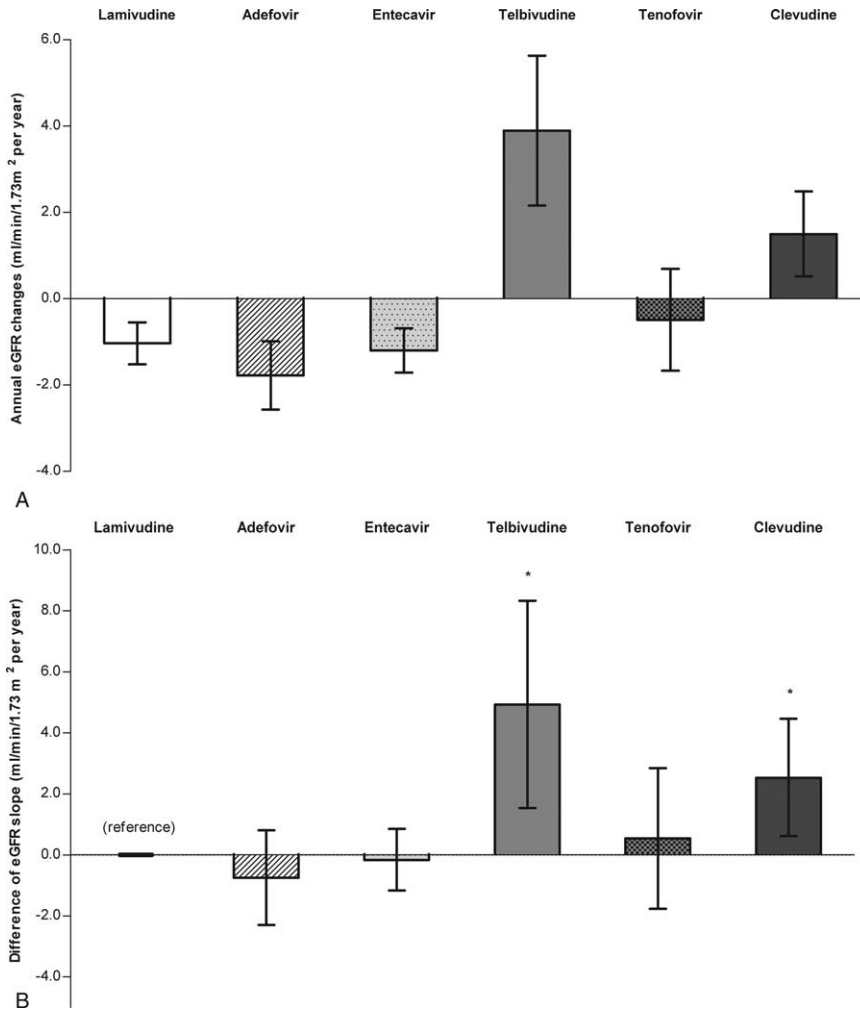 Lamivudine Adefovir Entecavir Telbivudine Tenofovir Clevudine
Annual eGFR changes (ml/min/1.73m 2 per year)
6.0
4.0
2.0
0.0
-2.0
-4.0
A
Lamivudine Adefovir Entecavir Telbivudine Tenofovir Clevudine
Difference of eGFR slope (ml/min/1.73 m 2 per year)
10.0
8.0
6.0
4.0
2.0
0.0
-2.0
-4.0
(reference)
*
*
B